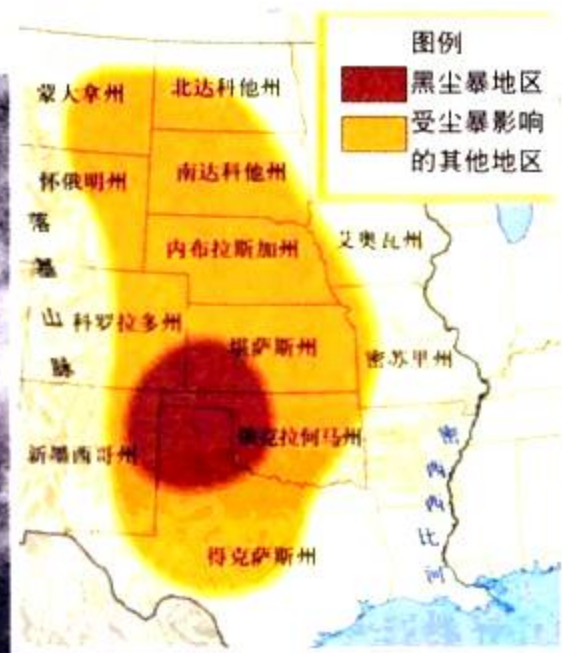 图例
黑尘暴地区
受尘暴影响
的其他地区
蒙大拿州
北达科他州
怀俄明州
南达科他州
落
基
山
脉
内布拉斯加州
艾奥瓦州
科罗拉多州
堪萨斯州
密苏里州
新墨西哥州
俄克拉何马州
得克萨斯州
密
西
西
比
河